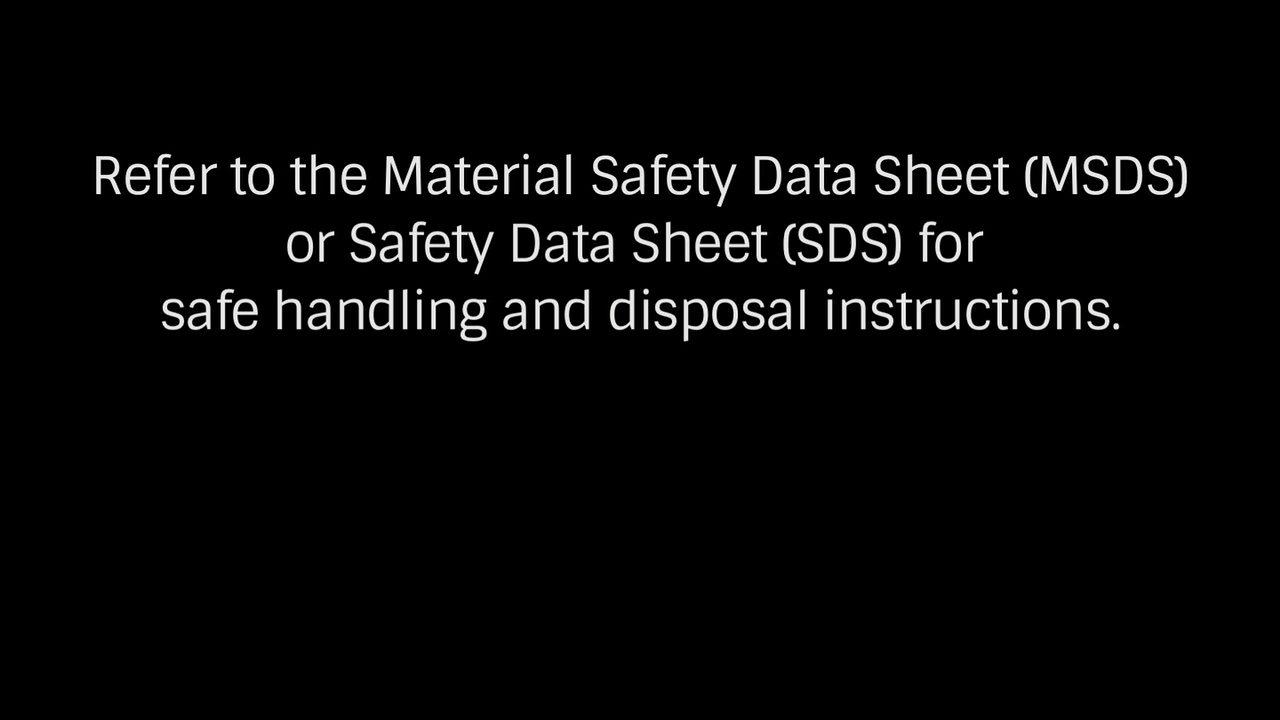 Refer to the Material Safety Data Sheet (MSDS)
or Safety Data Sheet (SDS) for
safe handling and disposal instructions.